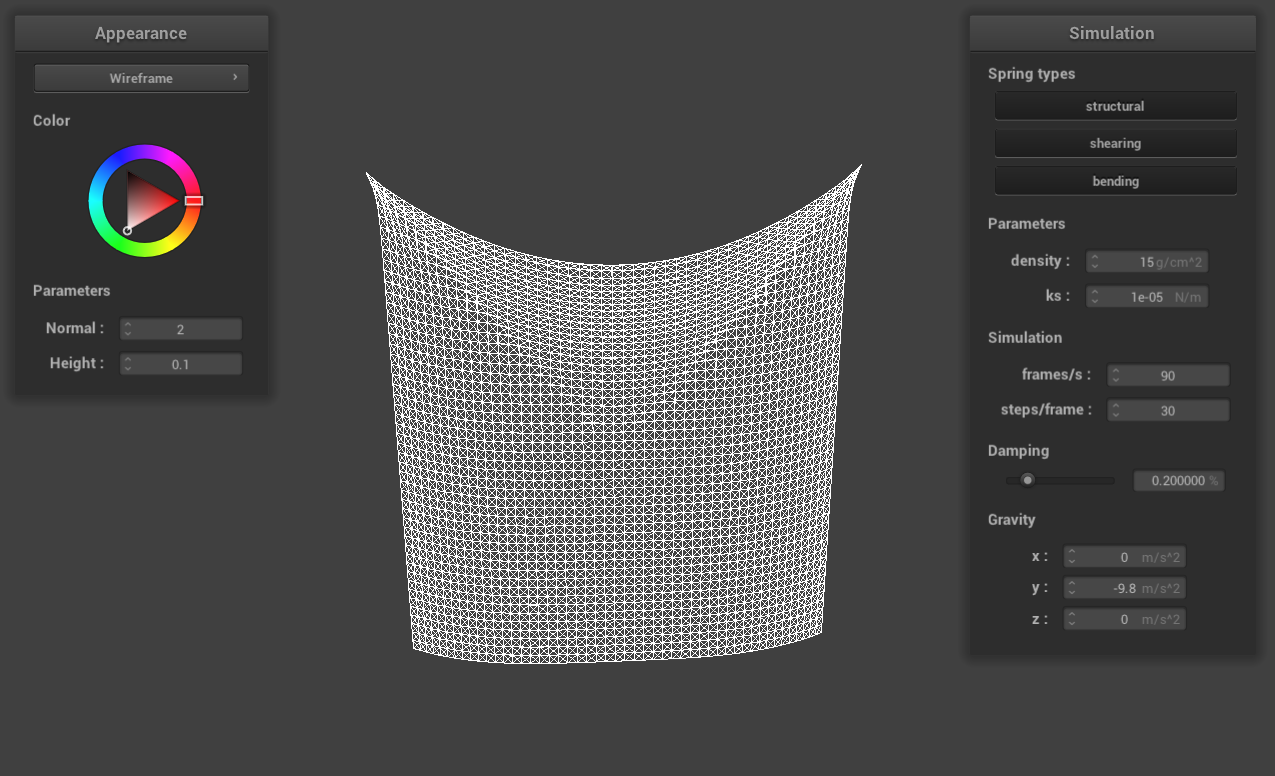 Appearance
Wireframe ›
Color
Parameters
Normal : 2
Height : 0.1
Simulation
Spring types
structural
shearing
bending
Parameters
density : 15 g/cm^2
ks : 1e-05 N/m
Simulation
frames/s : 90
steps/frame : 30
Damping
0.200000 %
Gravity
x : 0 m/s^2
y : -9.8 m/s^2
z : 0 m/s^2